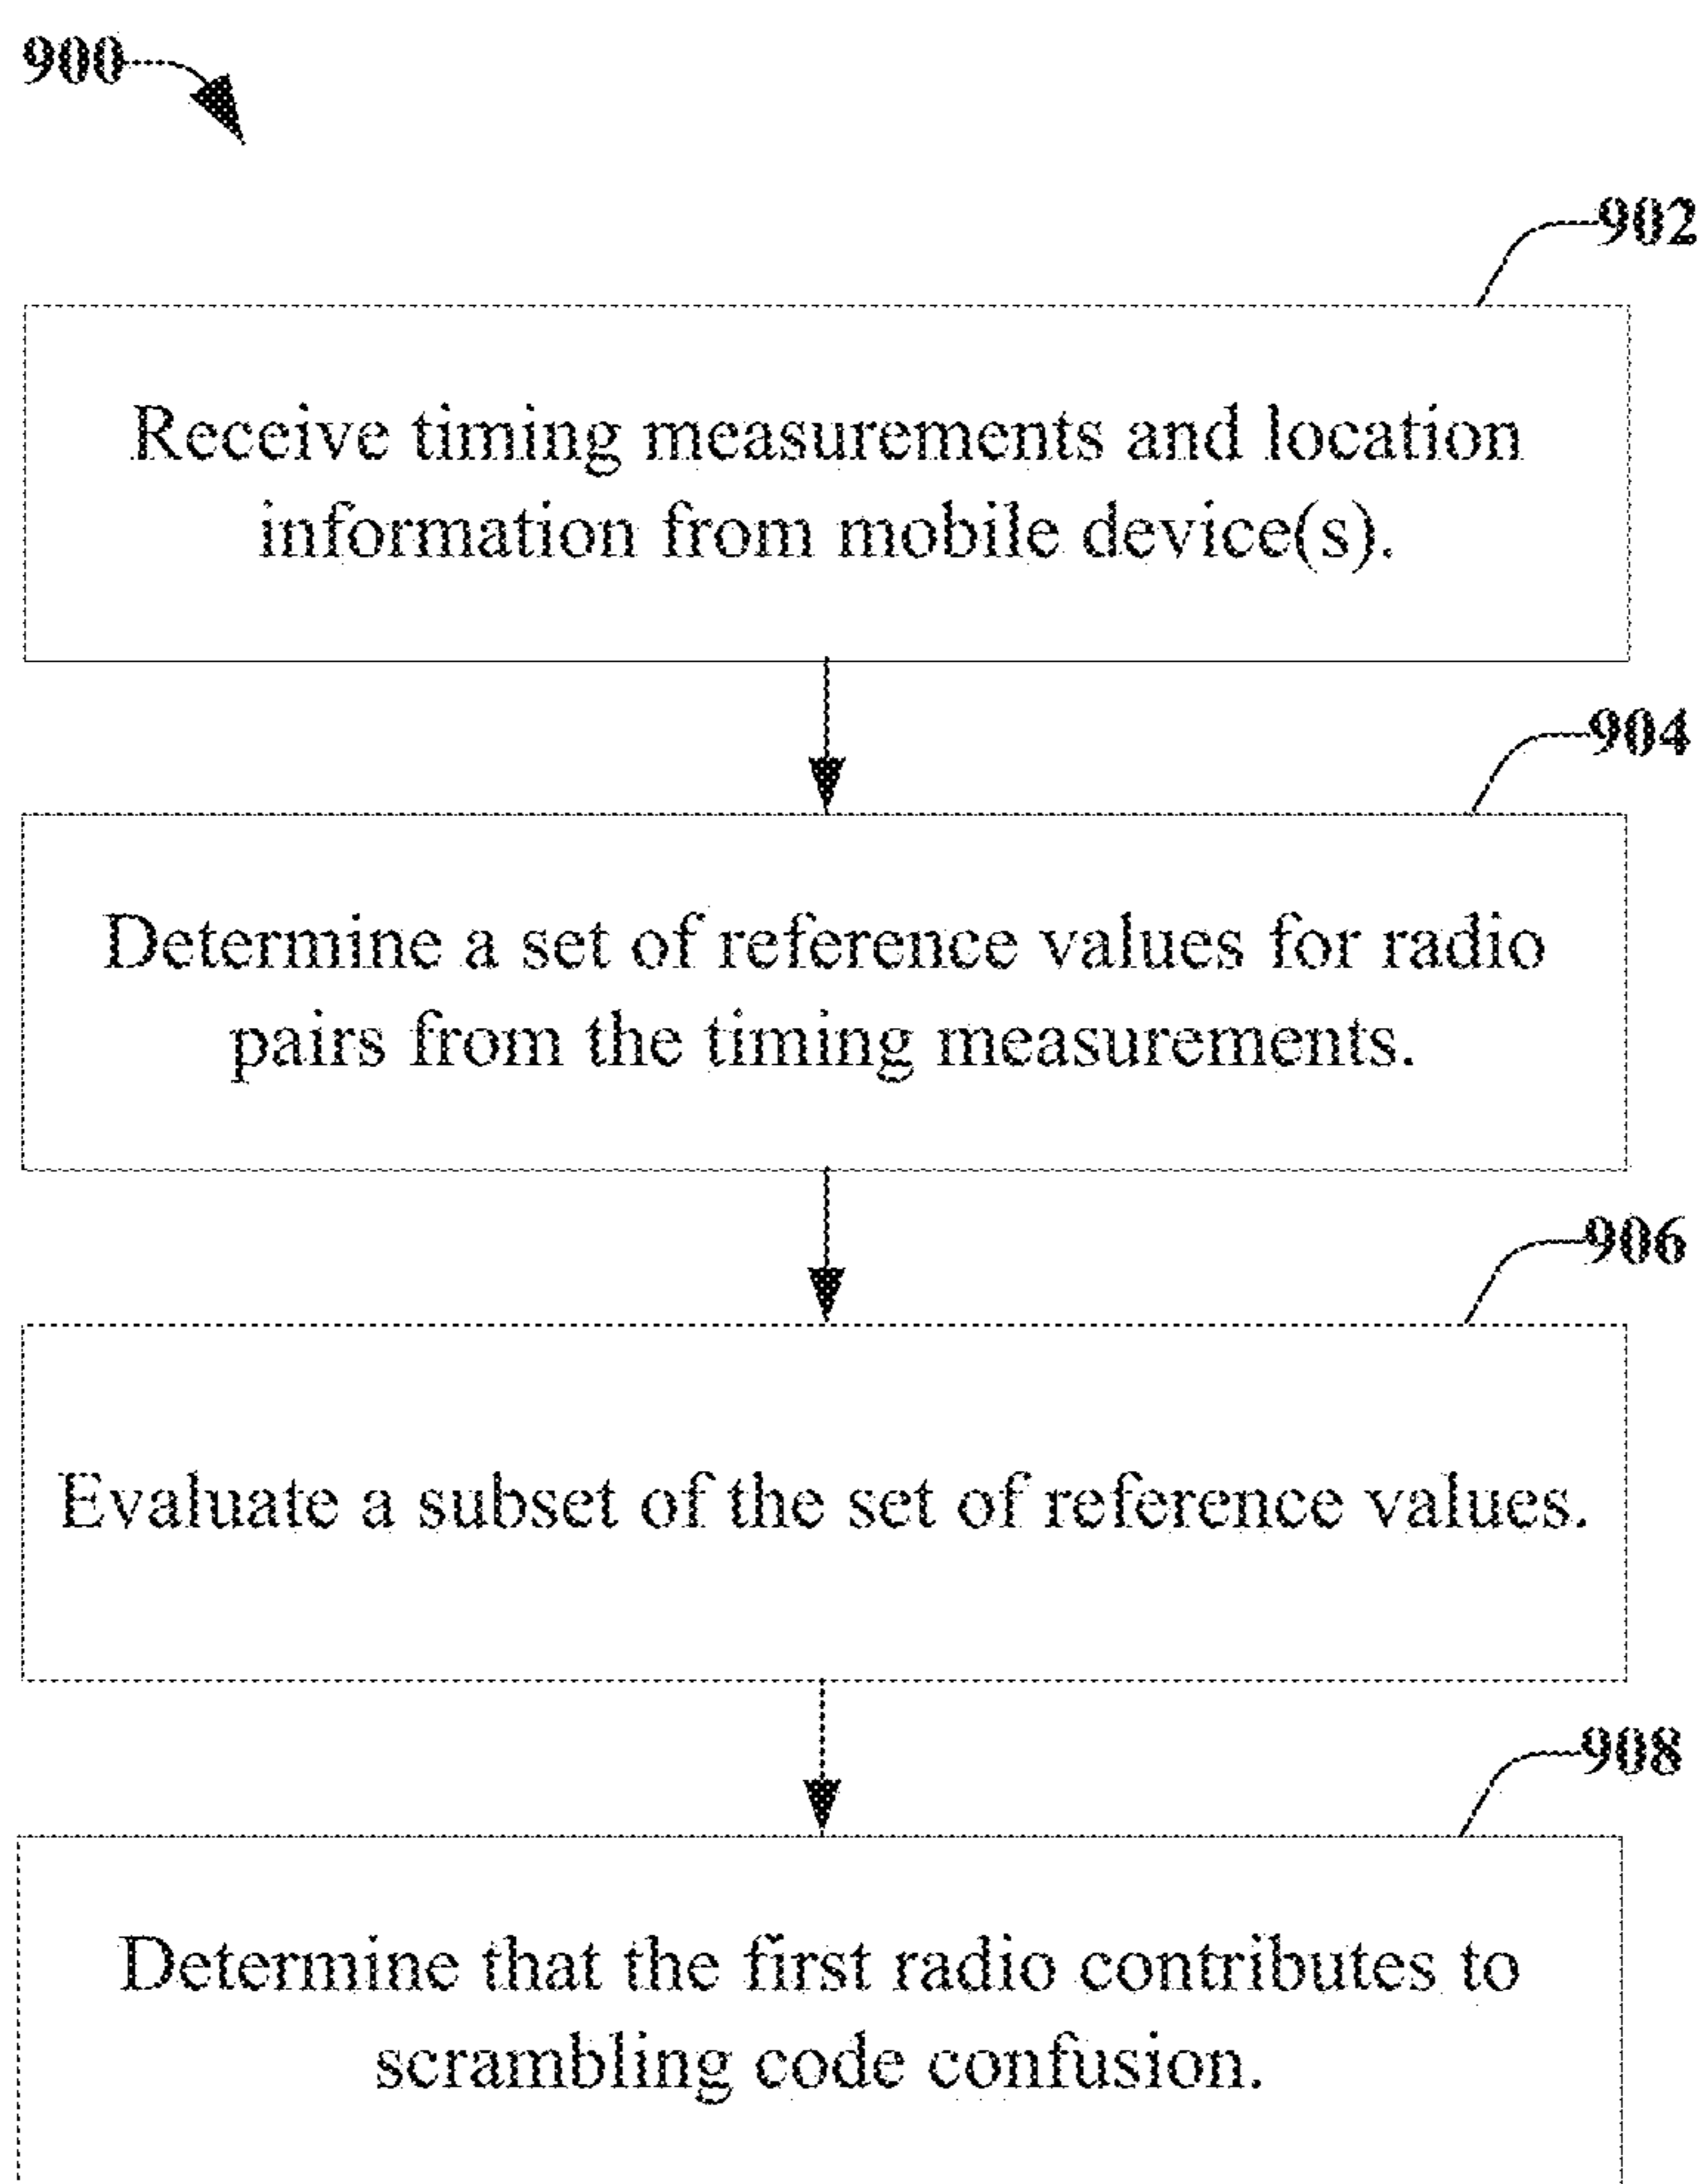 900
902
Receive timing measurements and location
information from mobile device(s).
904
Determine a set of reference values for radio
pairs from the timing measurements.
906
Evaluate a subset of the set of reference values.
908
Determine that the first radio contributes to
scrambling code confusion.